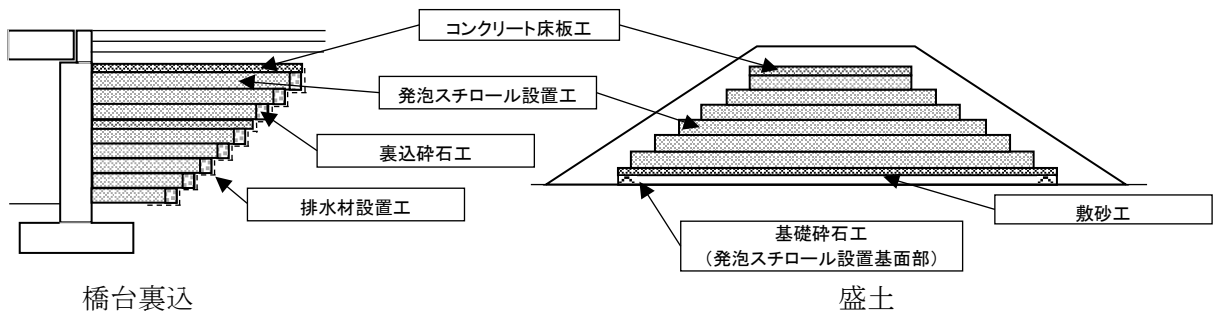 コンクリート床板工
発泡スチロール設置工
裏込砕石工
排水材設置工
敷砂工
基礎砕石工
(発泡スチロール設置基面部)
橋台裏込
盛土